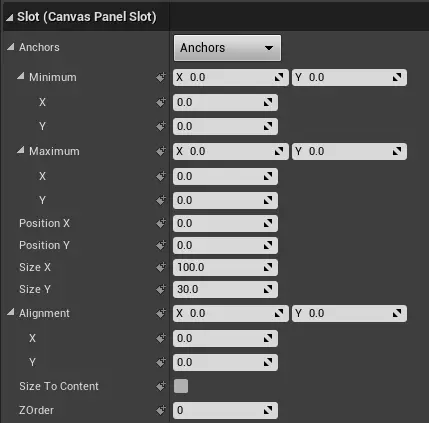 Slot (Canvas Panel Slot)
Anchors Anchors
Minimum X 0.0 Y 0.0
X 0.0
Y 0.0
Maximum X 0.0 Y 0.0
X 0.0
Y 0.0
Position X 0.0
Position Y 0.0
Size X 100.0
Size Y 30.0
Alignment X 0.0 Y 0.0
X 0.0
Y 0.0
Size To Content
ZOrder 0